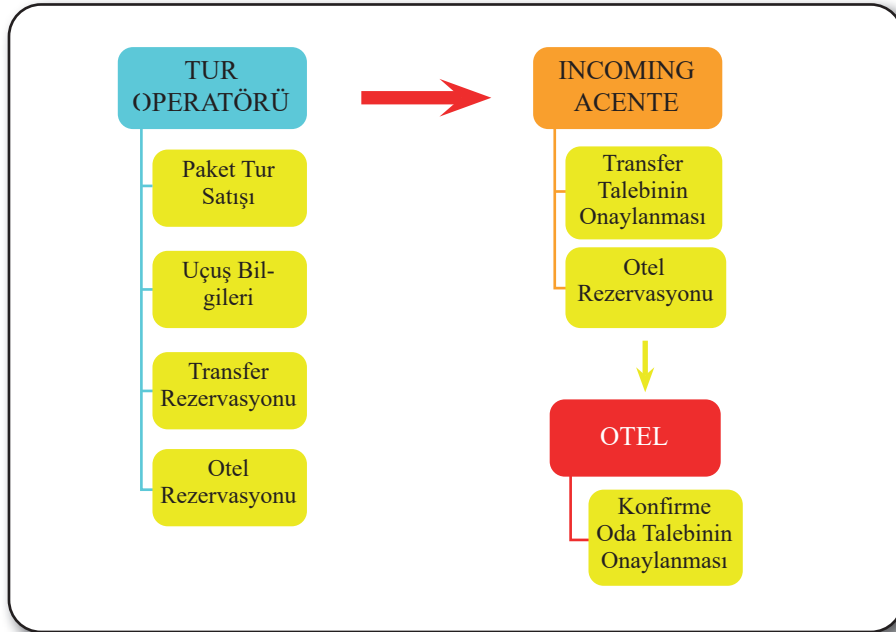 TUR
OPERATÖRÜ
Paket Tur
Satışı
Uçuş Bil-
gileri
Transfer
Rezervasyonu
Otel
Rezervasyonu
INCOMING
ACENTE
Transfer
Talebinin
Onaylanması
Otel
Rezervasyonu
OTEL
Konfirme
Oda Talebinin
Onaylanması